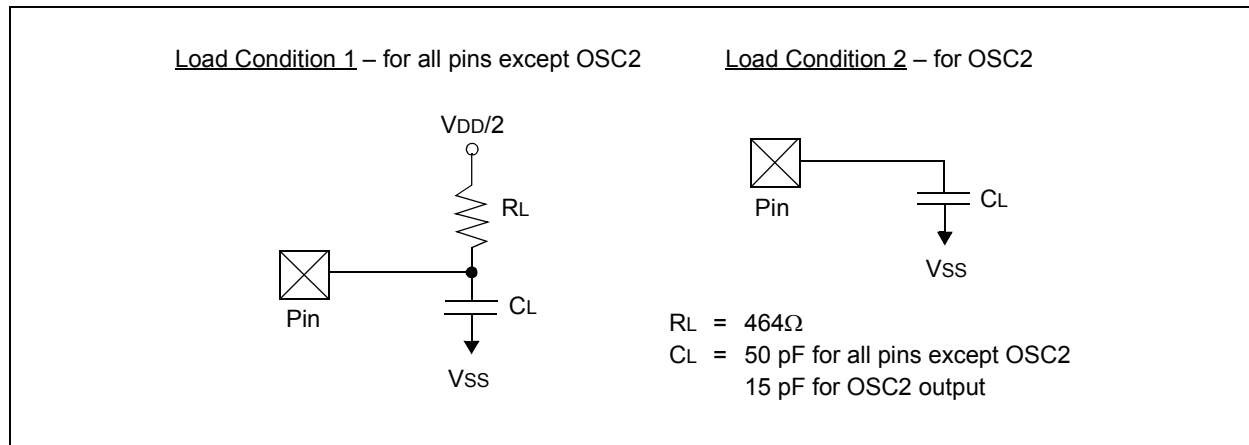 Load Condition 1 – for all pins except OSC2
VDD/2
RL
Pin
CL
VSS
Load Condition 2 – for OSC2
Pin
CL
VSS
RL = 464Ω
CL = 50 pF for all pins except OSC2
15 pF for OSC2 output